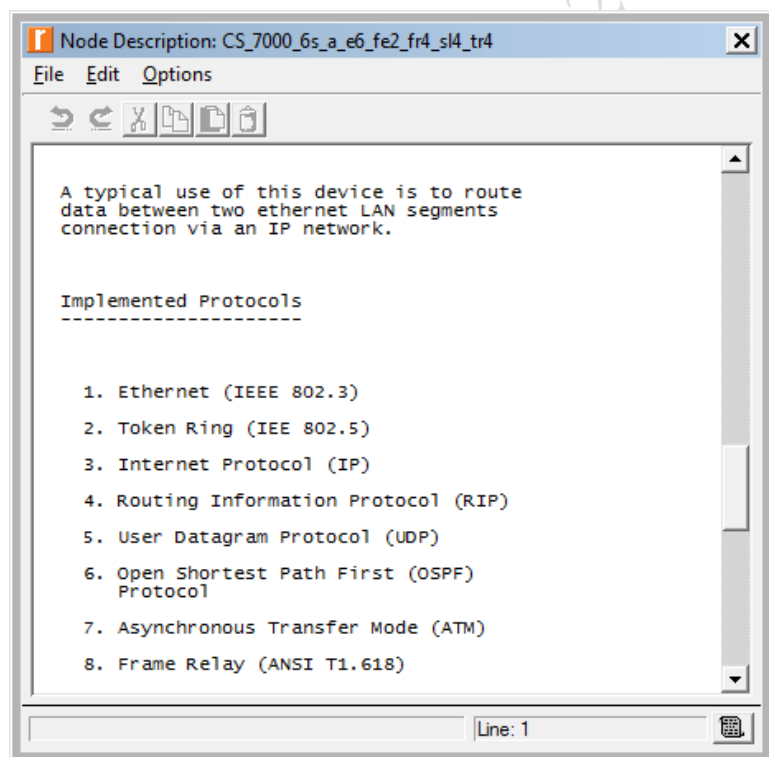 Node Description: CS_7000_6s_a_e6_fe2_fr4_sl4_tr4
File Edit Options
A typical use of this device is to route
data between two ethernet LAN segments
connection via an IP network.
Implemented Protocols
---------------------
1. Ethernet (IEEE 802.3)
2. Token Ring (IEE 802.5)
3. Internet Protocol (IP)
4. Routing Information Protocol (RIP)
5. User Datagram Protocol (UDP)
6. Open Shortest Path First (OSPF)
Protocol
7. Asynchronous Transfer Mode (ATM)
8. Frame Relay (ANSI T1.618)
Line: 1